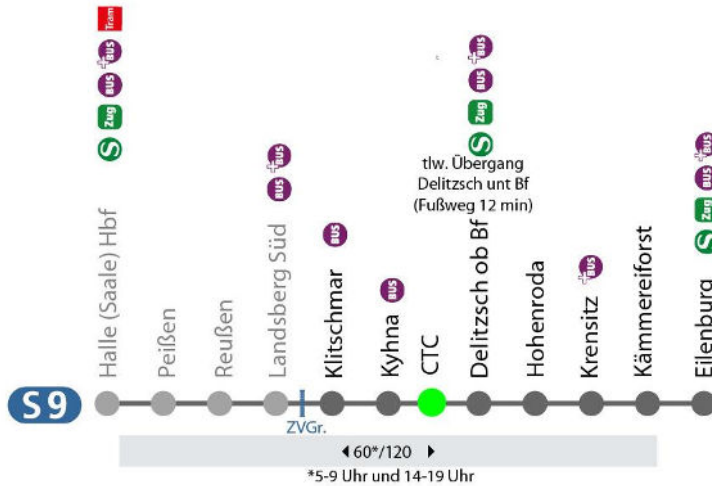 Tram
+BUS
BUS
Zug
S
Halle (Saale) Hbf
Peißen
Reußen
+BUS
BUS
Landsberg Süd
BUS
Klitschmar
BUS
Kyhna
CTC
+BUS
BUS
Zug
S
tlw. Übergang
Delitzsch unt Bf
(Fußweg 12 min)
Delitzsch ob Bf
Hohenroda
+BUS
Krensitz
Kämmereiforst
+BUS
BUS
Zug
S
Eilenburg
S 9
ZVGr.
60*/120
*5-9 Uhr und 14-19 Uhr